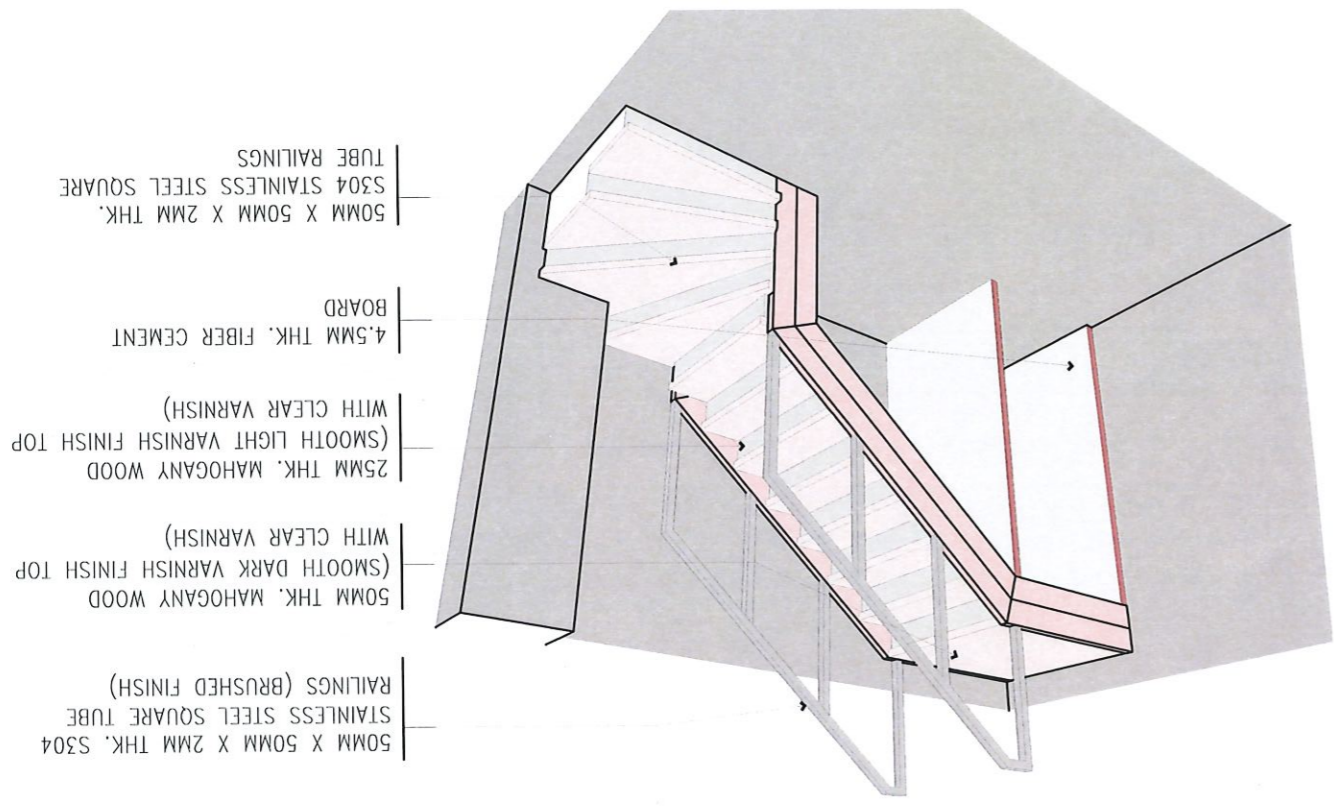 50MM X 50MM X 2MM THK. S304
STAINLESS STEEL SQUARE TUBE
RAILINGS (BRUSHED FINISH)
50MM THK. MAHOGANY WOOD
(SMOOTH DARK VARNISH FINISH TOP
WITH CLEAR VARNISH)
25MM THK. MAHOGANY WOOD
(SMOOTH LIGHT VARNISH FINISH TOP
WITH CLEAR VARNISH)
4.5MM THK. FIBER CEMENT
BOARD
50MM X 50MM X 2MM THK.
S304 STAINLESS STEEL SQUARE
TUBE RAILINGS